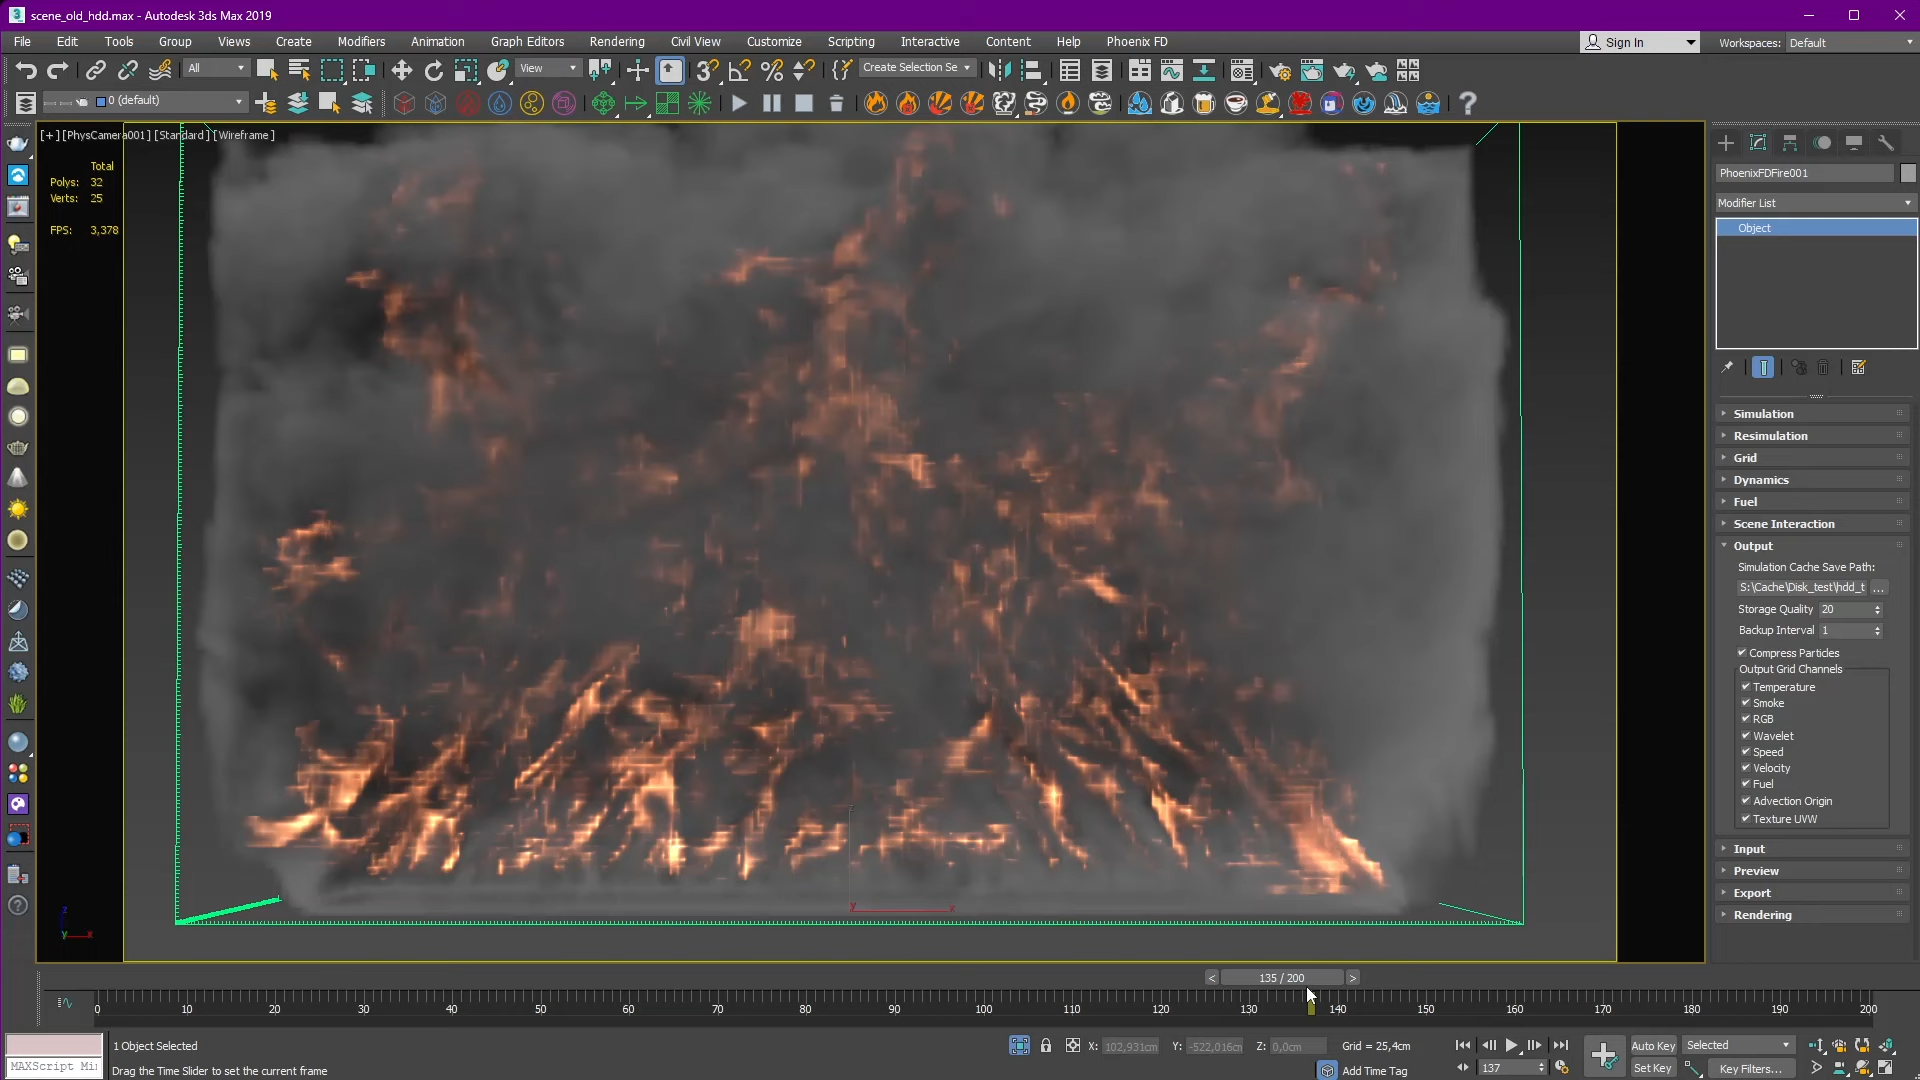 scene_old_hdd.max - Autodesk 3ds Max 2019
File Edit Tools Group Views Create Modifiers Animation Graph Editors Rendering Civil View Customize Scripting Interactive Content Help Phoenix FD
Sign In
Workspaces: Default
All
View
Create Selection Se
0 (default)
[+] [PhysCamera001] [Standard] [Wireframe]
Total
Polys: 32
Verts: 25
FPS: 3,378
PhoenixFDFire001
Modifier List
Object
Simulation
Resimulation
Grid
Dynamics
Fuel
Scene Interaction
Output
Simulation Cache Save Path:
S:\Cache\Disk_test\hdd_t ...
Storage Quality 20
Backup Interval 1
Compress Particles
Output Grid Channels
Temperature
Smoke
RGB
Wavelet
Speed
Velocity
Fuel
Advection Origin
Texture UVW
Input
Preview
Export
Rendering
z
y x
y x
< 135 / 200 >
0 10 20 30 40 50 60 70 80 90 100 110 120 130 140 150 160 170 180 190 200
1 Object Selected
X: 102,931cm Y: -522,016cm Z: 0,0cm Grid = 25,4cm
Auto Key Selected
MAXScript Mi
Drag the Time Slider to set the current frame
Add Time Tag
137
Set Key Key Filters...